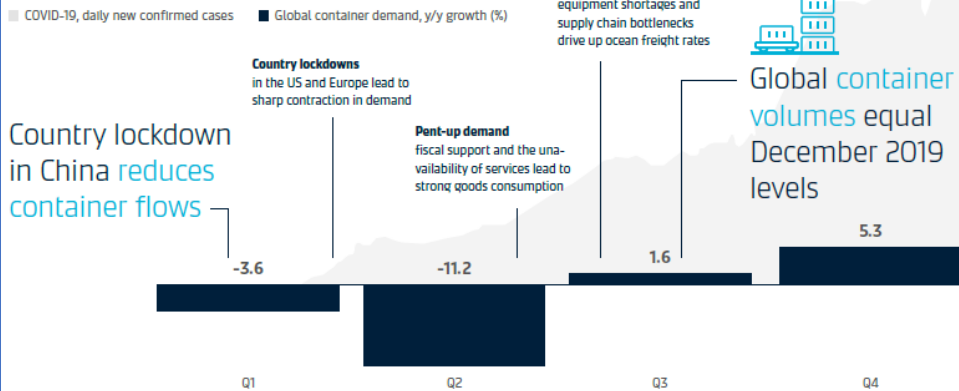 COVID-19, daily new confirmed cases
Global container demand, y/y growth (%)
equipment shortages and
supply chain bottlenecks
drive up ocean freight rates
Country lockdowns
in the US and Europe lead to
sharp contraction in demand
Global container
volumes equal
December 2019
levels
Country lockdown
in China reduces
container flows
Pent-up demand
fiscal support and the una-
vailability of services lead to
strong goods consumption
-3.6
-11.2
1.6
5.3
Q1
Q2
Q3
Q4